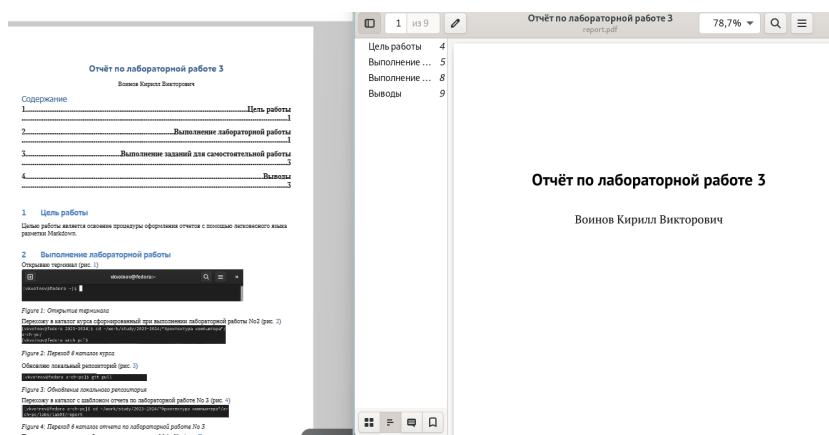 Отчёт по лабораторной работе 3
Воинов Кирилл Викторович
Содержание
1 Цель работы
1
2 Выполнение лабораторной работы
1
3 Выполнение заданий для самостоятельной работы
3
4 Выводы
3
1 Цель работы
Целью работы является освоение процедуры оформления отчетов с помощью легковесного языка
разметки Markdown.
2 Выполнение лабораторной работы
Открываю терминал (рис. 1)
Figure 1: Открытие терминала
Перехожу в каталог курса сформированный при выполнении лабораторной работы No2 (рис. 2)
Figure 2: Переход в каталог курса
Обновляю локальный репозиторий (рис. 3)
git pull
Figure 3: Обновление локального репозитория
Перехожу в каталог с шаблоном отчета по лабораторной работе No 3 (рис. 4)
Figure 4: Переход в каталог отчета по лабораторной работе No 3
1 из 9
Отчёт по лабораторной работе 3
report.pdf
78,7%
Цель работы 4
Выполнение ... 5
Выполнение ... 8
Выводы 9
Отчёт по лабораторной работе 3
Воинов Кирилл Викторович